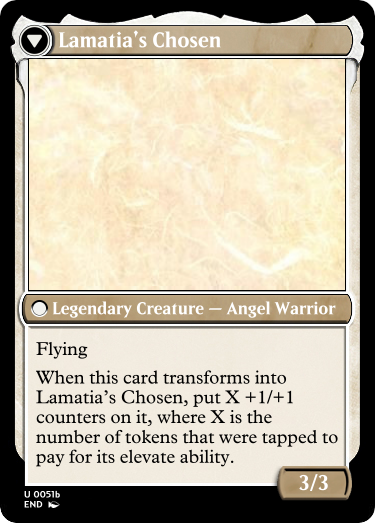 Lamatia's Chosen
Legendary Creature — Angel Warrior
Flying
When this card transforms into
Lamatia's Chosen, put X +1/+1
counters on it, where X is the
number of tokens that were tapped to
pay for its elevate ability.
3/3
U 0051b
END